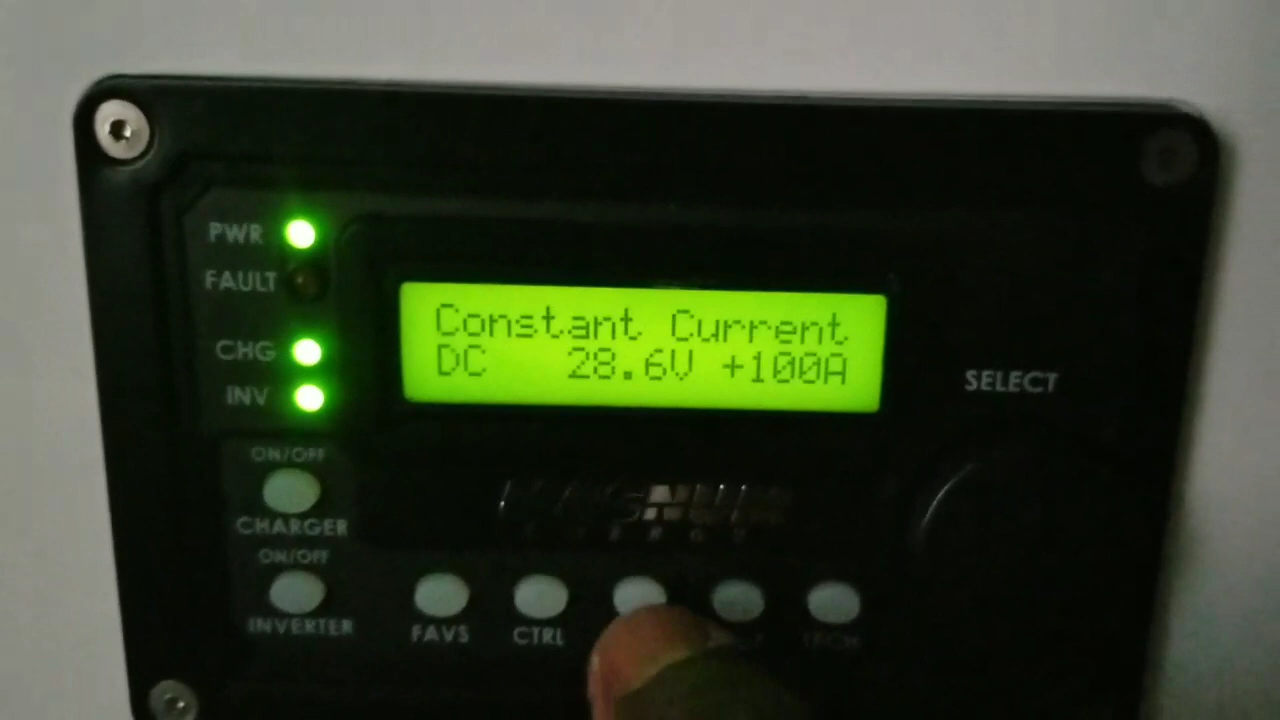 PWR
FAULT
CHG
INV
Constant Current
DC 28.6V +100A
SELECT
ON/OFF
CHARGER
ON/OFF
INVERTER
FAVS
CTRL
TECH